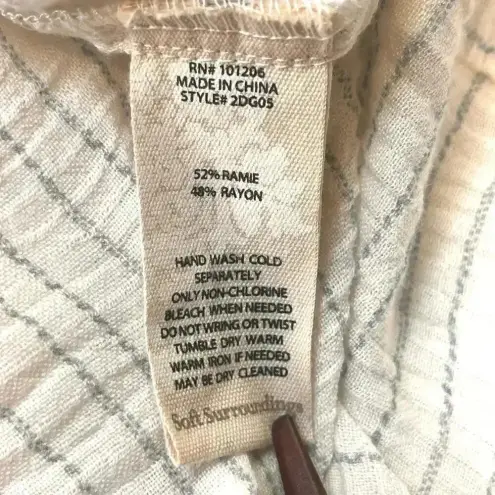 RN# 101206
MADE IN CHINA
STYLE# 2DG05
52% RAMIE
48% RAYON
HAND WASH COLD
SEPARATELY
ONLY NON-CHLORINE
BLEACH WHEN NEEDED
DO NOT WRING OR TWIST
TUMBLE DRY WARM
WARM IRON IF NEEDED
MAY BE DRY CLEANED
Soft Surroundings